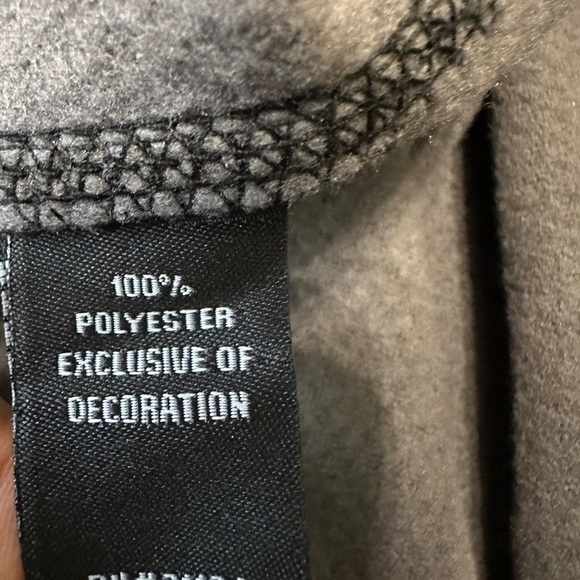 100%
POLYESTER
EXCLUSIVE OF
DECORATION